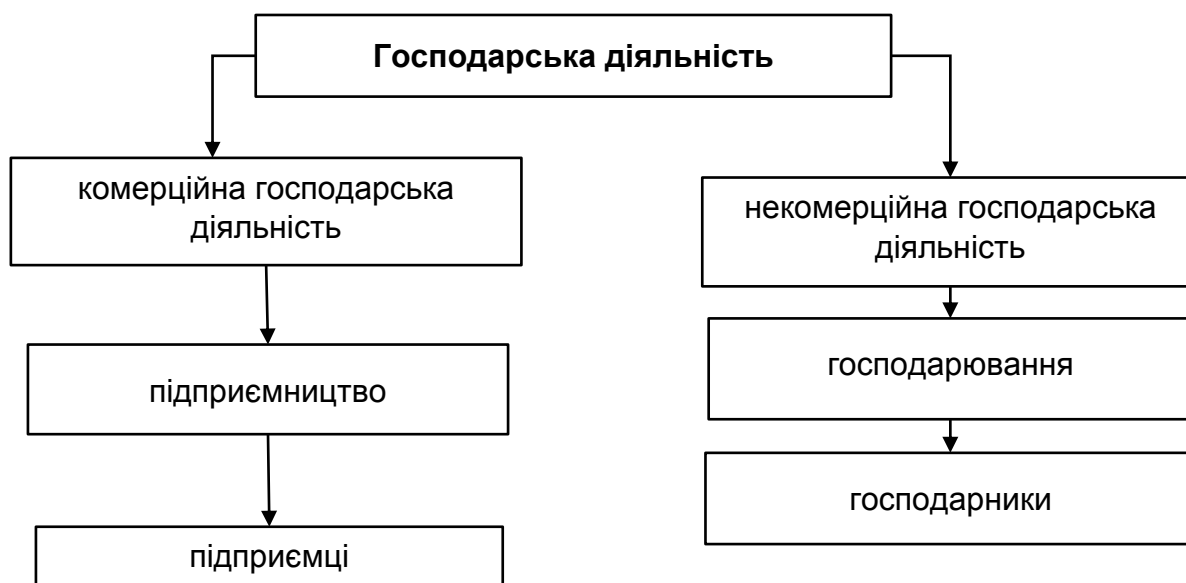 Господарська діяльність
комерційна господарська
діяльність
підприємництво
підприємці
некомерційна господарська
діяльність
господарювання
господарники